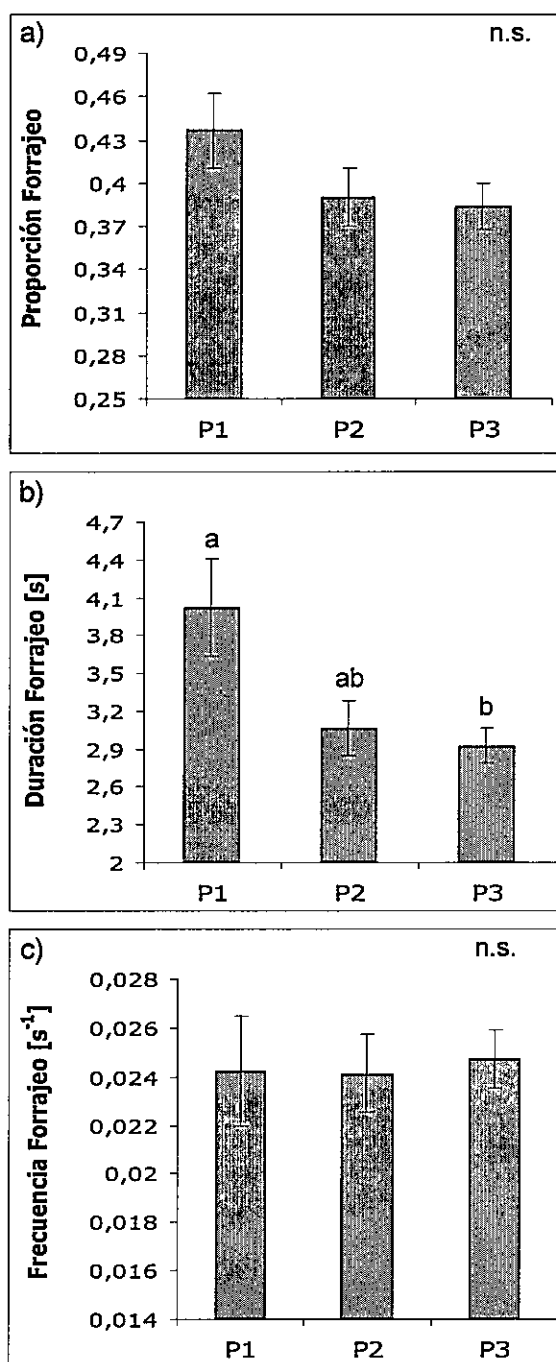 a)
n.s.
Proporción Forrajeo
0,49
0,46
0,43
0,4
0,37
0,34
0,31
0,28
0,25
P1 P2 P3
b)
Duración Forrajeo [s]
4,7
4,4
4,1
3,8
3,5
3,2
2,9
2,6
2,3
2
a
ab
b
P1 P2 P3
c)
n.s.
Frecuencia Forrajeo [s⁻¹]
0,028
0,026
0,024
0,022
0,02
0,018
0,016
0,014
P1 P2 P3